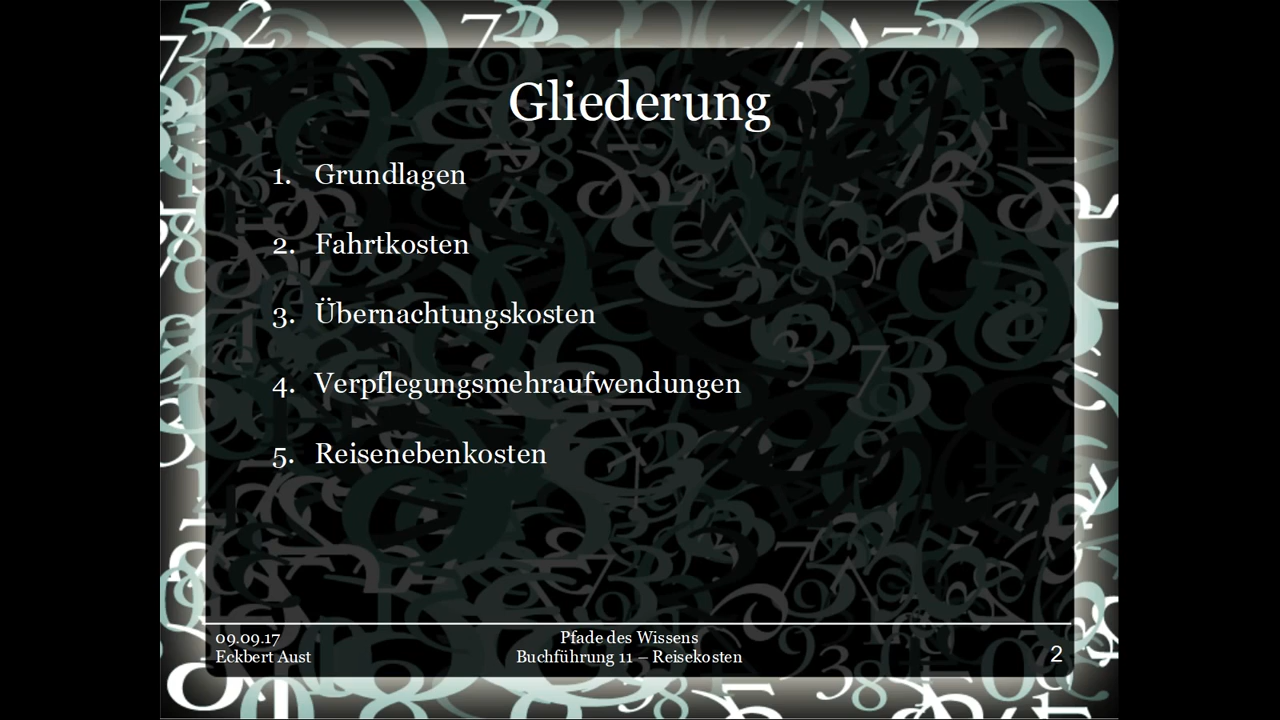 Gliederung
1. Grundlagen
2. Fahrtkosten
3. Übernachtungskosten
4. Verpflegungsmehraufwendungen
5. Reisenebenkosten
09.09.17
Eckbert Aust
Pfade des Wissens
Buchführung 11 – Reisekosten
2